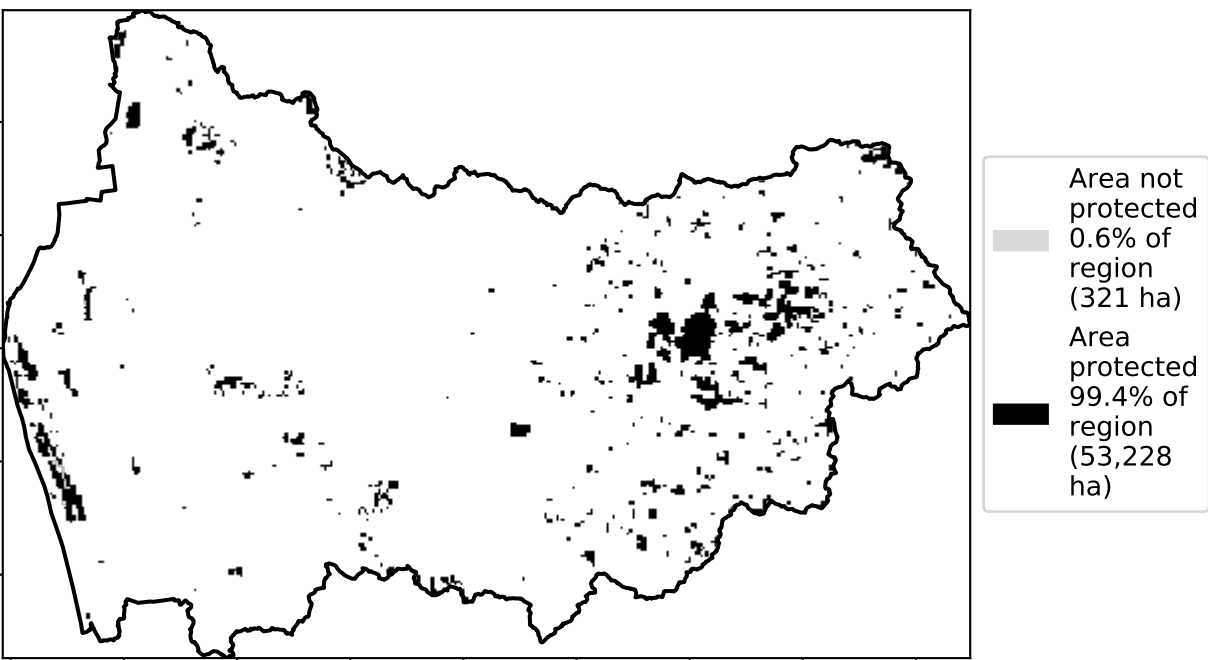 Area not
protected
0.6% of
region
(321 ha)
Area
protected
99.4% of
region
(53,228
ha)